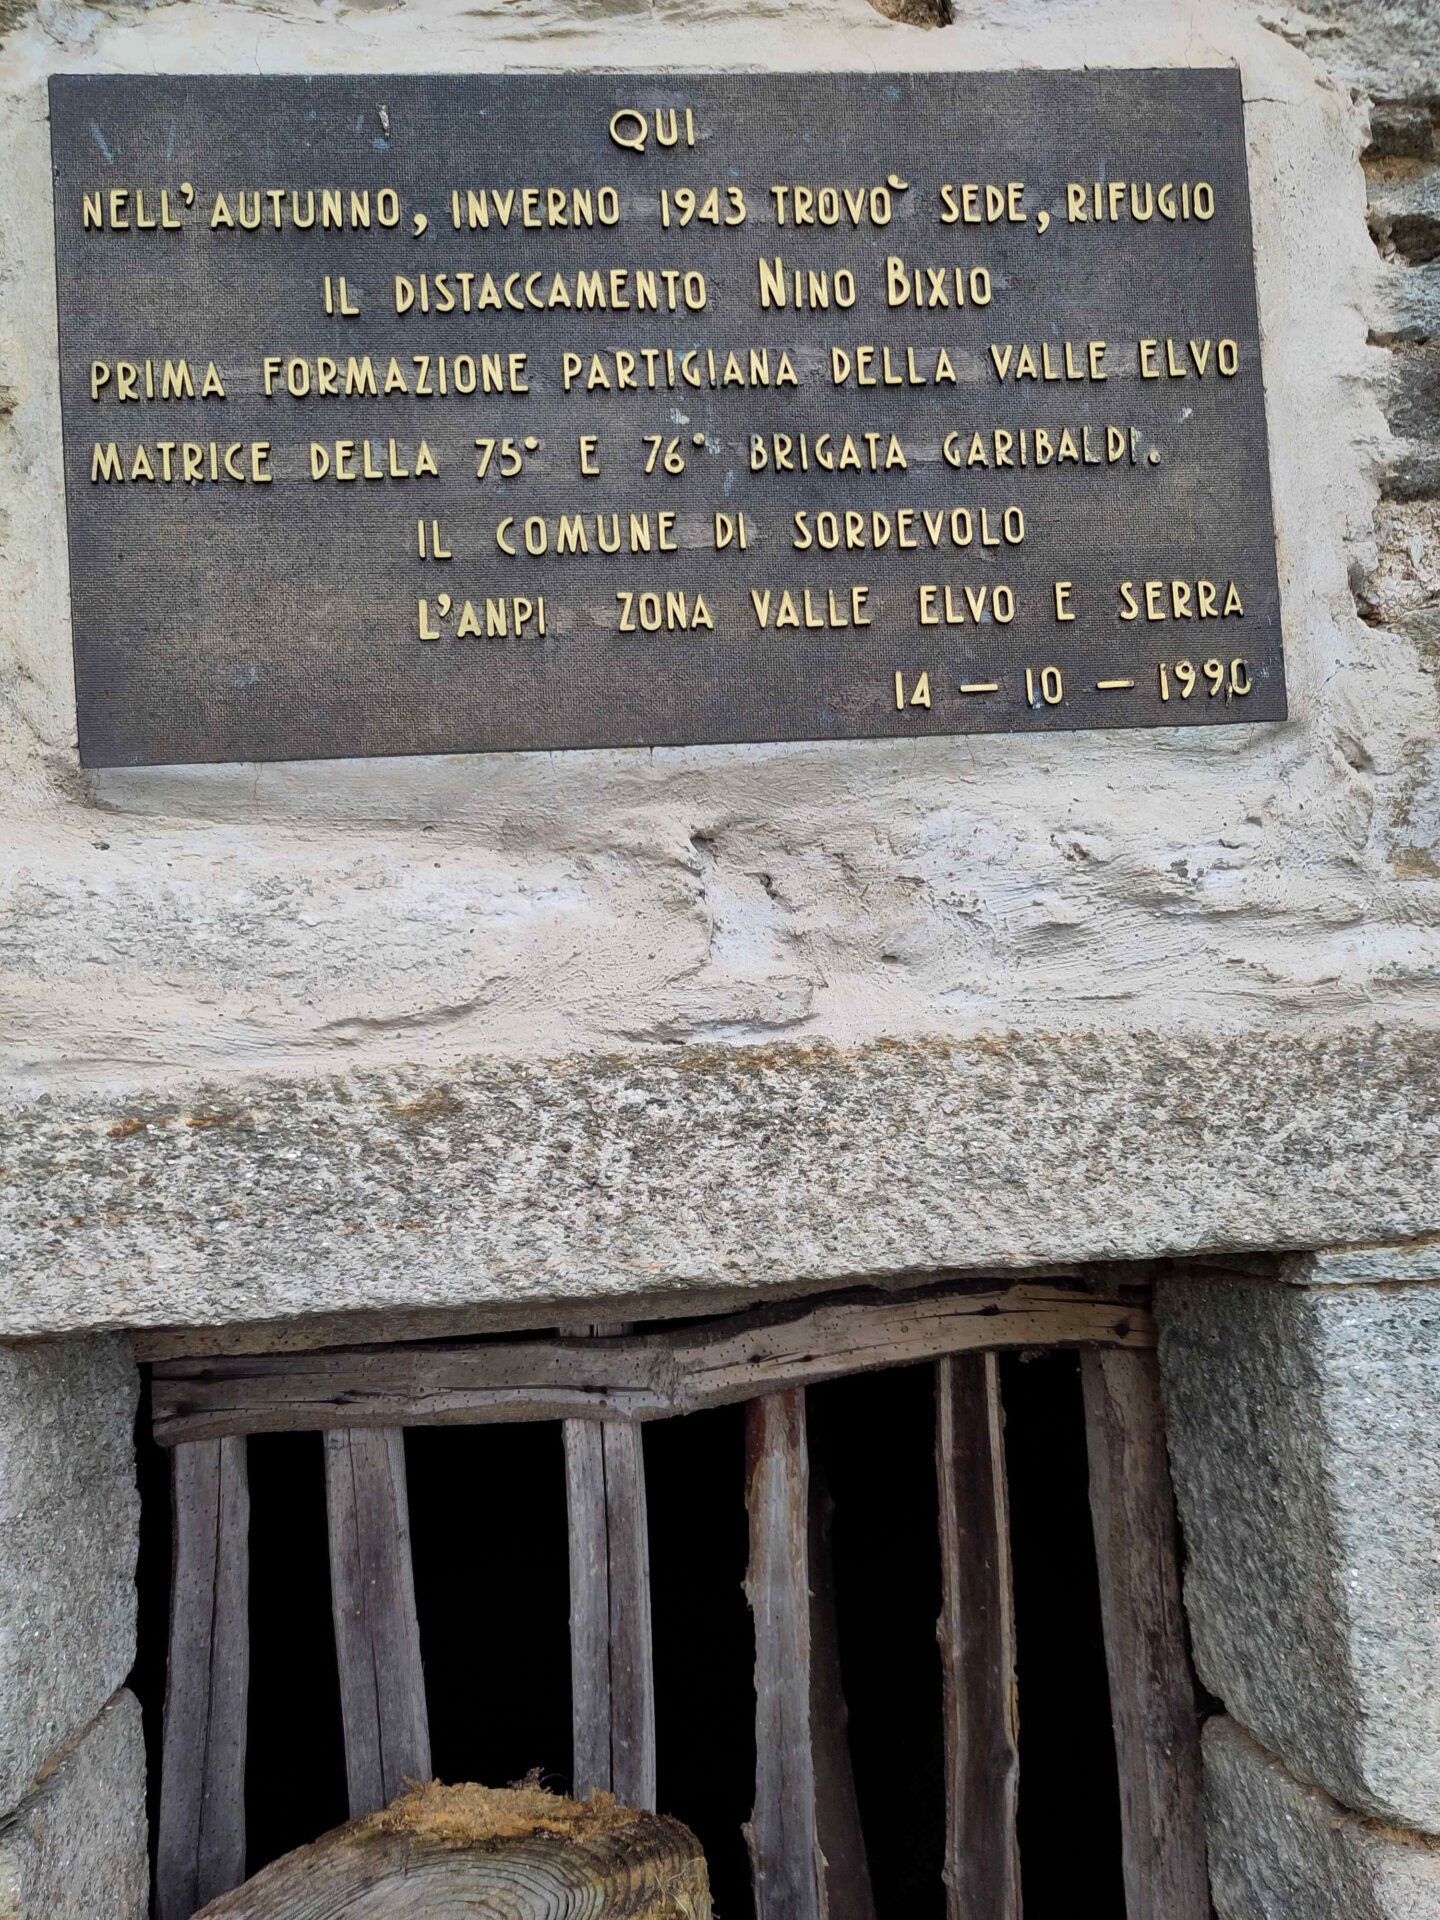 QUI
NELL'AUTUNNO, INVERNO 1943 TROVO' SEDE, RIFUGIO
IL DISTACCAMENTO NINO BIXIO
PRIMA FORMAZIONE PARTIGIANA DELLA VALLE ELVO
MATRICE DELLA 75° E 76° BRIGATA GARIBALDI.
IL COMUNE DI SORDEVOLO
L'ANPI ZONA VALLE ELVO E SERRA
14 - 10 - 1990